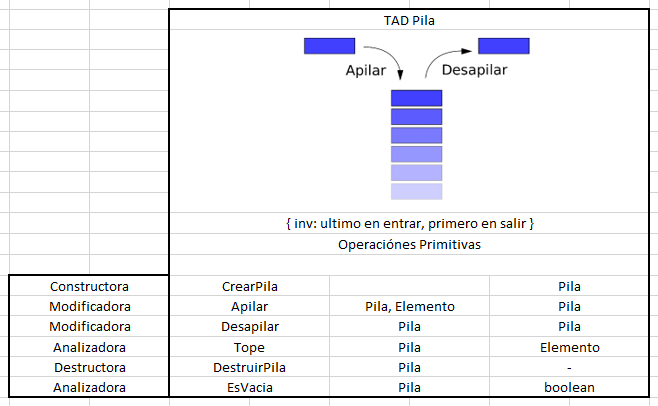 TAD Pila
Apilar
Desapilar
{ inv: ultimo en entrar, primero en salir }
Operaciónes Primitivas
Constructora CrearPila Pila
Modificadora Apilar Pila, Elemento Pila
Modificadora Desapilar Pila Pila
Analizadora Tope Pila Elemento
Destructora DestruirPila Pila -
Analizadora EsVacia Pila boolean